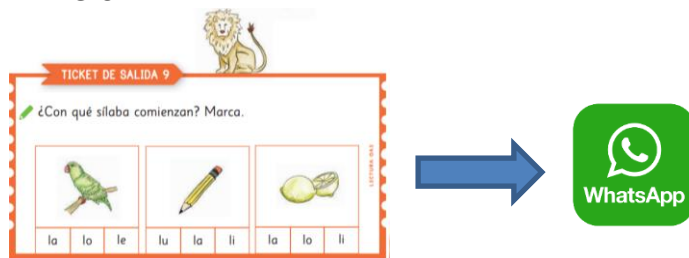 TICKET DE SALIDA 9
¿Con qué sílaba comienzan? Marca.
la lo le lu la li la lo li
WhatsApp